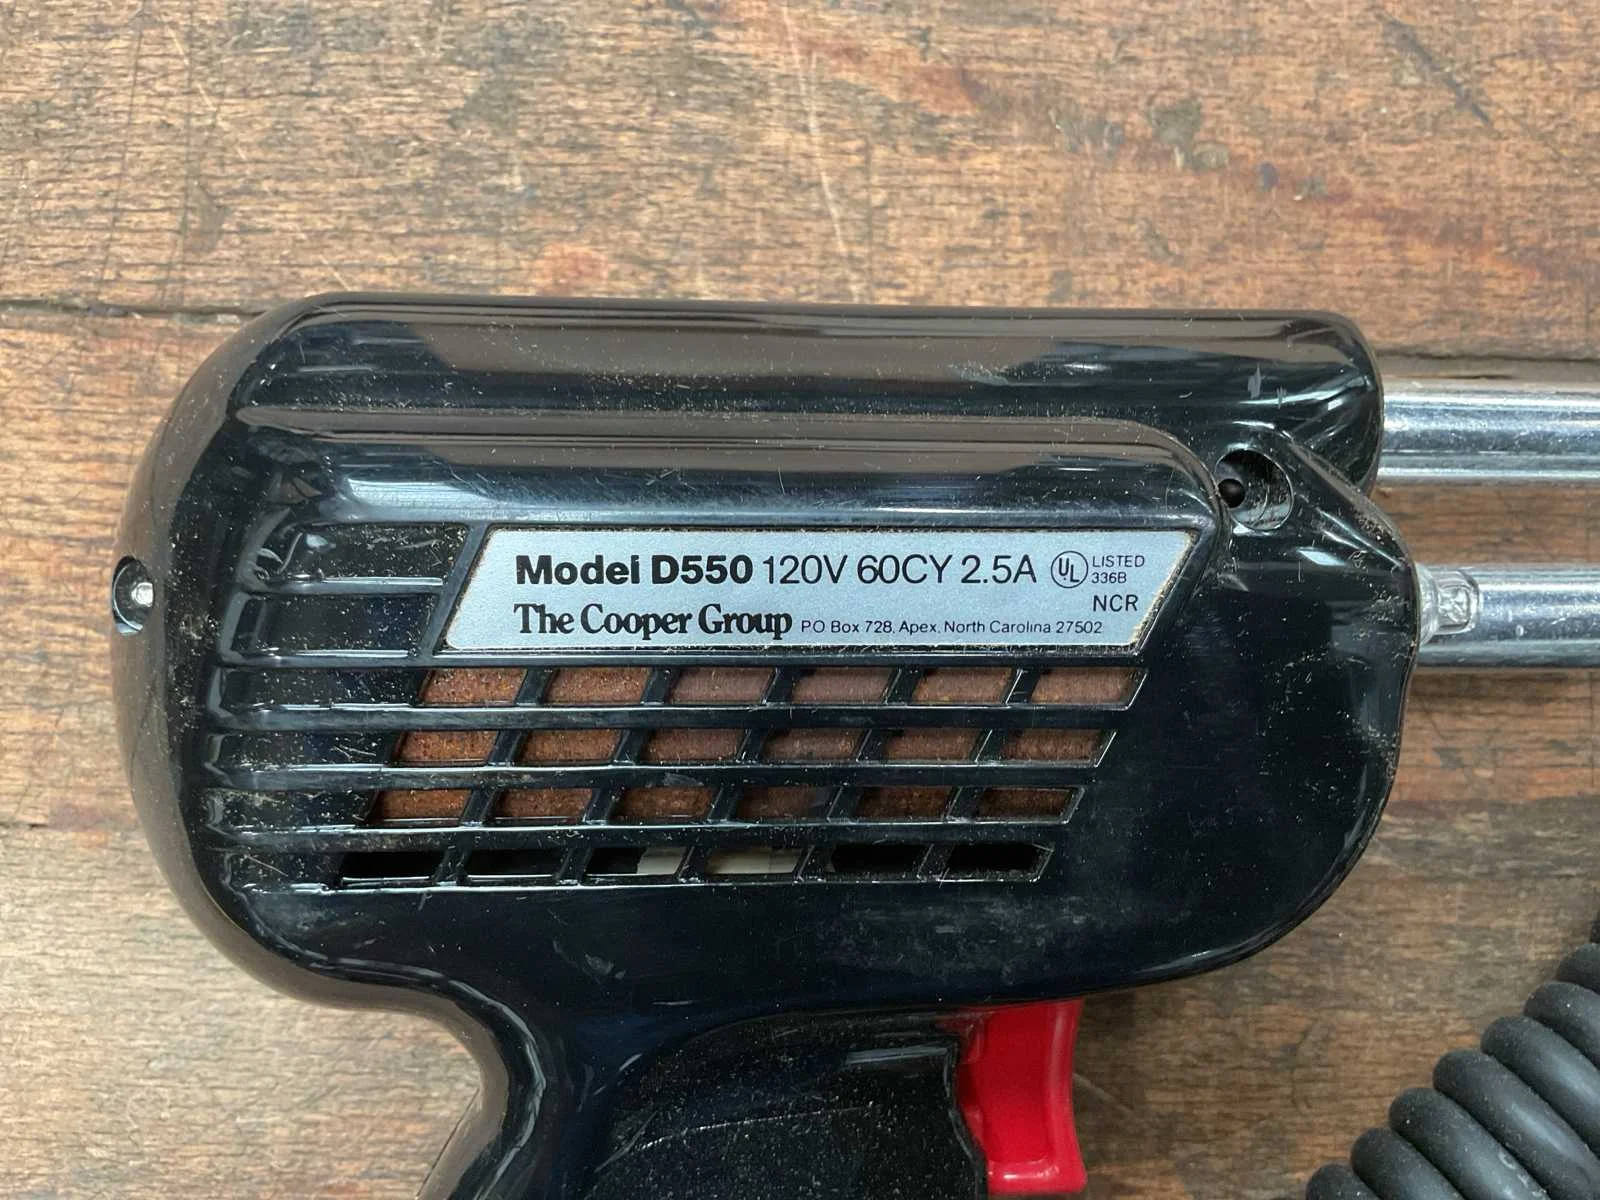 Model D550 120V 60CY 2.5A UL LISTED
336B
NCR
The Cooper Group PO Box 728, Apex, North Carolina 27502